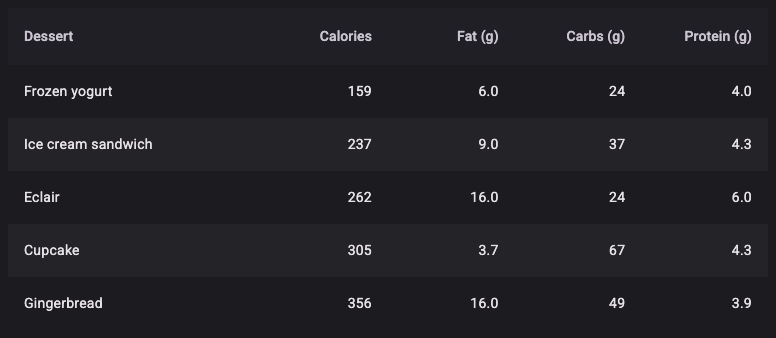 Dessert Calories Fat (g) Carbs (g) Protein (g)
Frozen yogurt 159 6.0 24 4.0
Ice cream sandwich 237 9.0 37 4.3
Eclair 262 16.0 24 6.0
Cupcake 305 3.7 67 4.3
Gingerbread 356 16.0 49 3.9